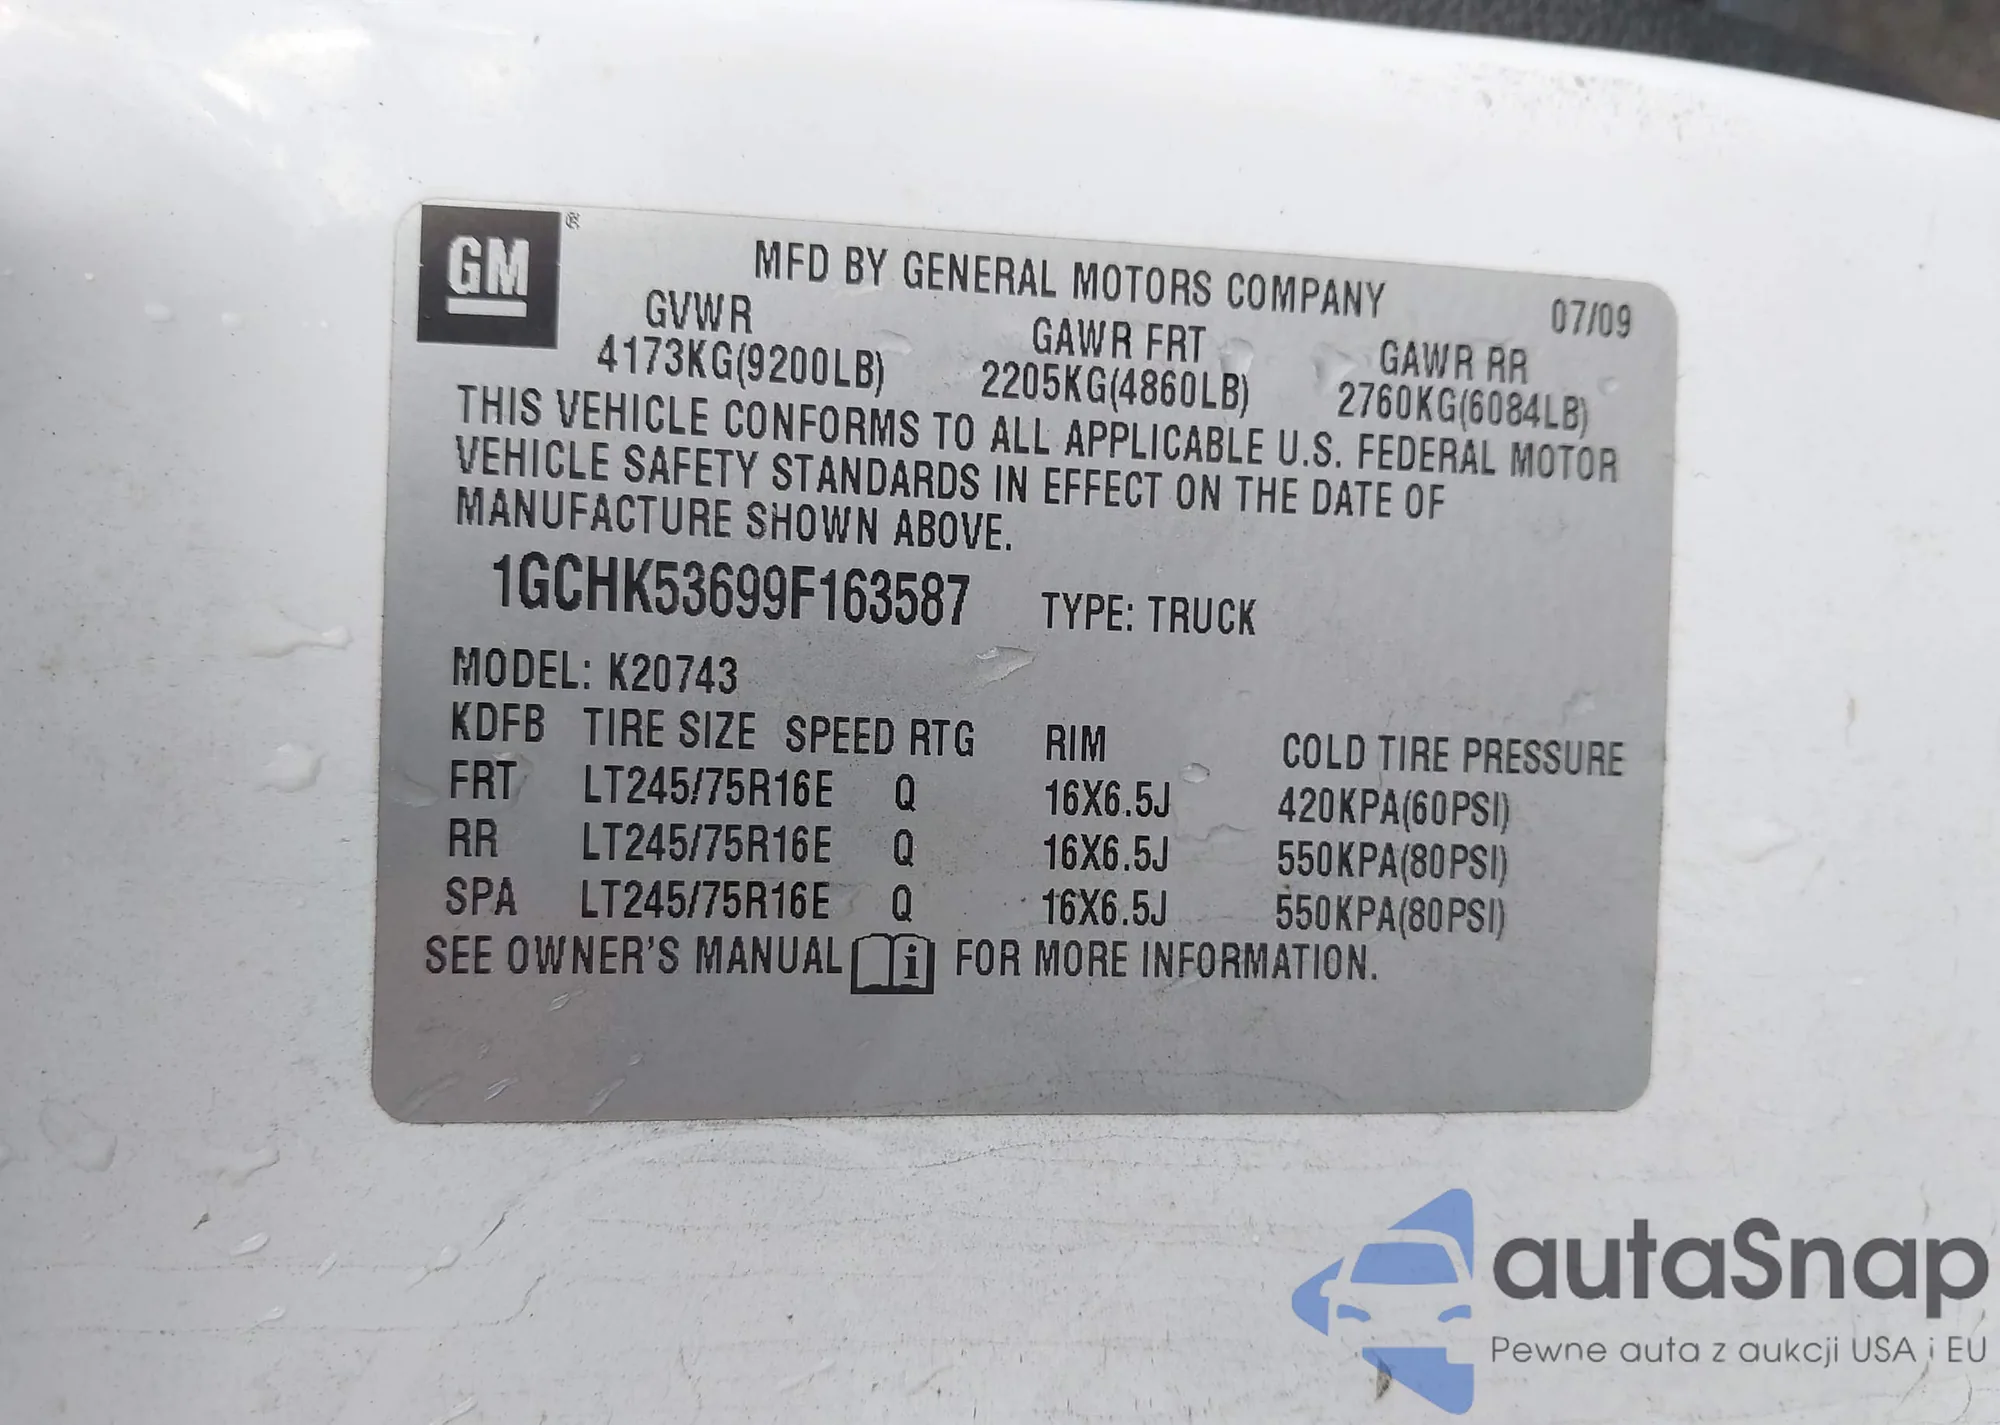 GM ®
MFD BY GENERAL MOTORS COMPANY 07/09
GVWR GAWR FRT GAWR RR
4173KG(9200LB) 2205KG(4860LB) 2760KG(6084LB)
THIS VEHICLE CONFORMS TO ALL APPLICABLE U.S. FEDERAL MOTOR
VEHICLE SAFETY STANDARDS IN EFFECT ON THE DATE OF
MANUFACTURE SHOWN ABOVE.
1GCHK53699F163587 TYPE: TRUCK
MODEL: K20743
KDFB TIRE SIZE SPEED RTG RIM COLD TIRE PRESSURE
FRT LT245/75R16E Q 16X6.5J 420KPA(60PSI)
RR LT245/75R16E Q 16X6.5J 550KPA(80PSI)
SPA LT245/75R16E Q 16X6.5J 550KPA(80PSI)
SEE OWNER'S MANUAL i FOR MORE INFORMATION.
autaSnap
Pewne auta z aukcji USA i EU